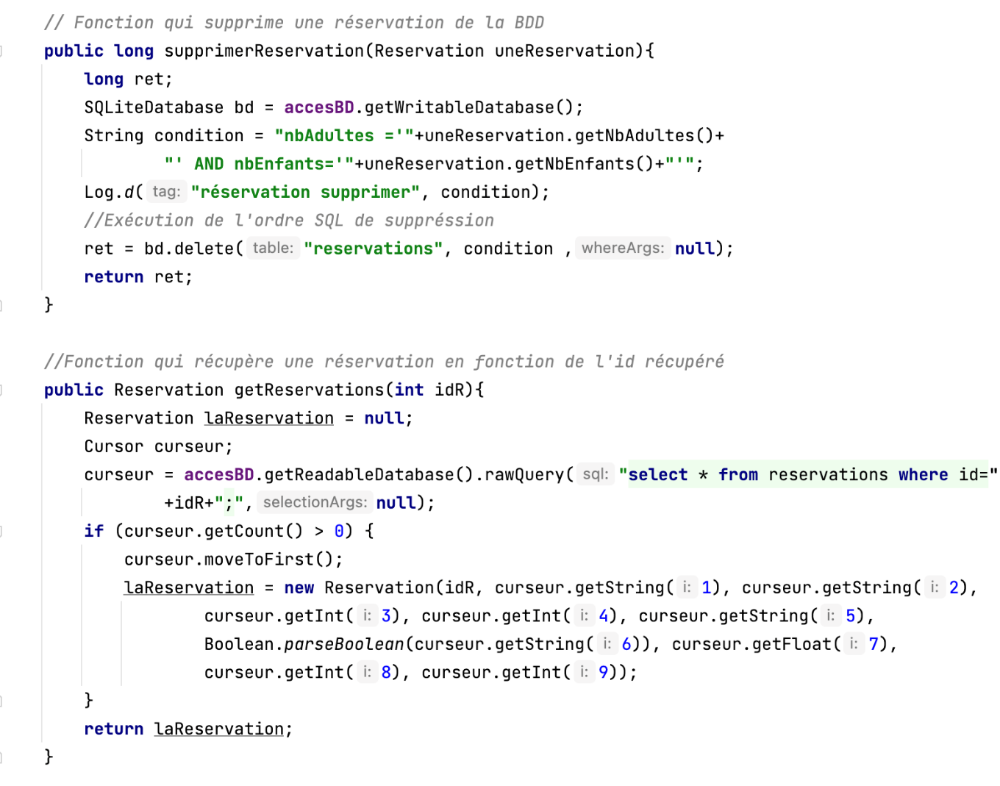 // Fonction qui supprime une réservation de la BDD
public long supprimerReservation(Reservation uneReservation){
long ret;
SQLiteDatabase bd = accesBD.getWritableDatabase();
String condition = "nbAdultes ='"+uneReservation.getNbAdultes()+
"' AND nbEnfants='"+uneReservation.getNbEnfants()+"'";
Log.d( tag: "réservation supprimer", condition);
//Exécution de l'ordre SQL de suppréssion
ret = bd.delete( table: "reservations", condition , whereArgs: null);
return ret;
}
//Fonction qui récupère une réservation en fonction de l'id récupéré
public Reservation getReservations(int idR){
Reservation laReservation = null;
Cursor curseur;
curseur = accesBD.getReadableDatabase().rawQuery( sql: "select * from reservations where id="
+idR+";", selectionArgs: null);
if (curseur.getCount() > 0) {
curseur.moveToFirst();
laReservation = new Reservation(idR, curseur.getString( i: 1), curseur.getString( i: 2),
curseur.getInt( i: 3), curseur.getInt( i: 4), curseur.getString( i: 5),
Boolean.parseBoolean(curseur.getString( i: 6)), curseur.getFloat( i: 7),
curseur.getInt( i: 8), curseur.getInt( i: 9));
}
return laReservation;
}